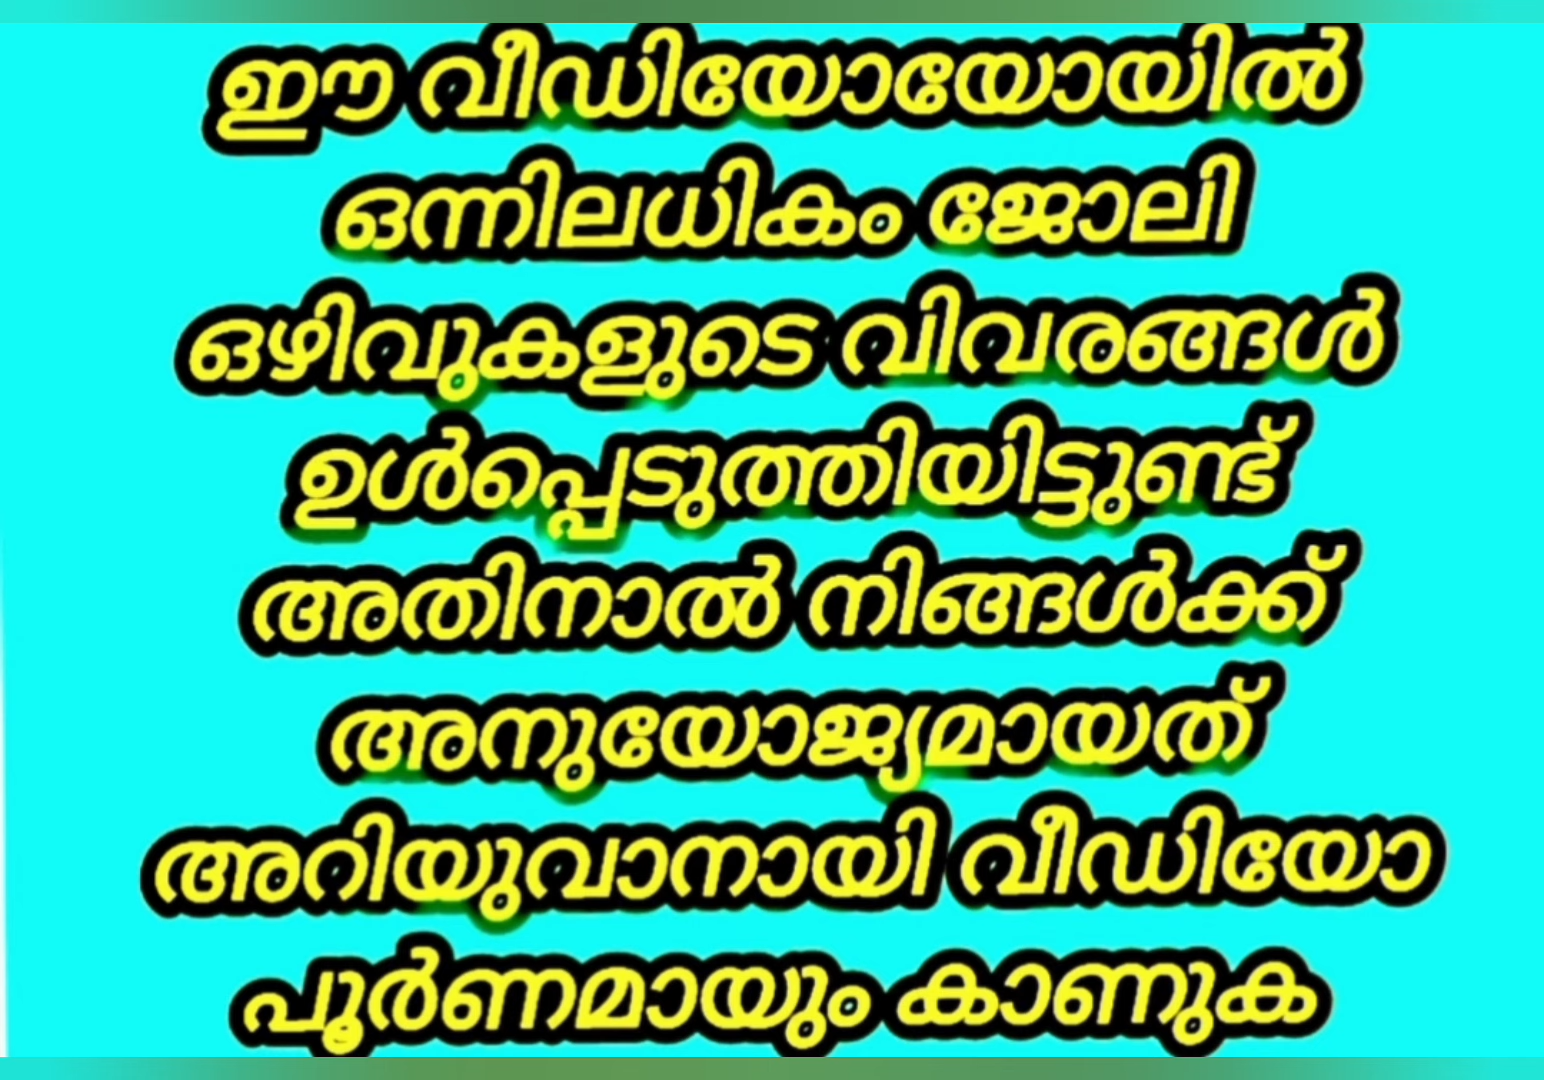 ഈ വീഡിയോയോയിൽ
ഒന്നിലധികം ജോലി
ഒഴിവുകളുടെ വിവരങ്ങൾ
ഉൾപ്പെടുത്തിയിട്ടുണ്ട്
അതിനാൽ നിങ്ങൾക്ക്
അനുയോജ്യമായത്
അറിയുവാനായി വീഡിയോ
പൂർണമായും കാണുക